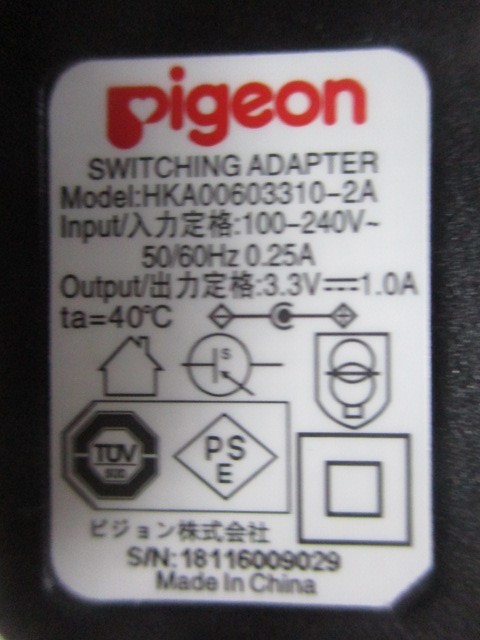 pigeon
SWITCHING ADAPTER
Model:HKA00603310-2A
Input/入力定格:100-240V~
50/60Hz 0.25A
Output/出力定格:3.3V⎓1.0A
ta=40℃
S
TÜV
SÜD
PS
E
ピジョン株式会社
S/N:18116009029
Made In China